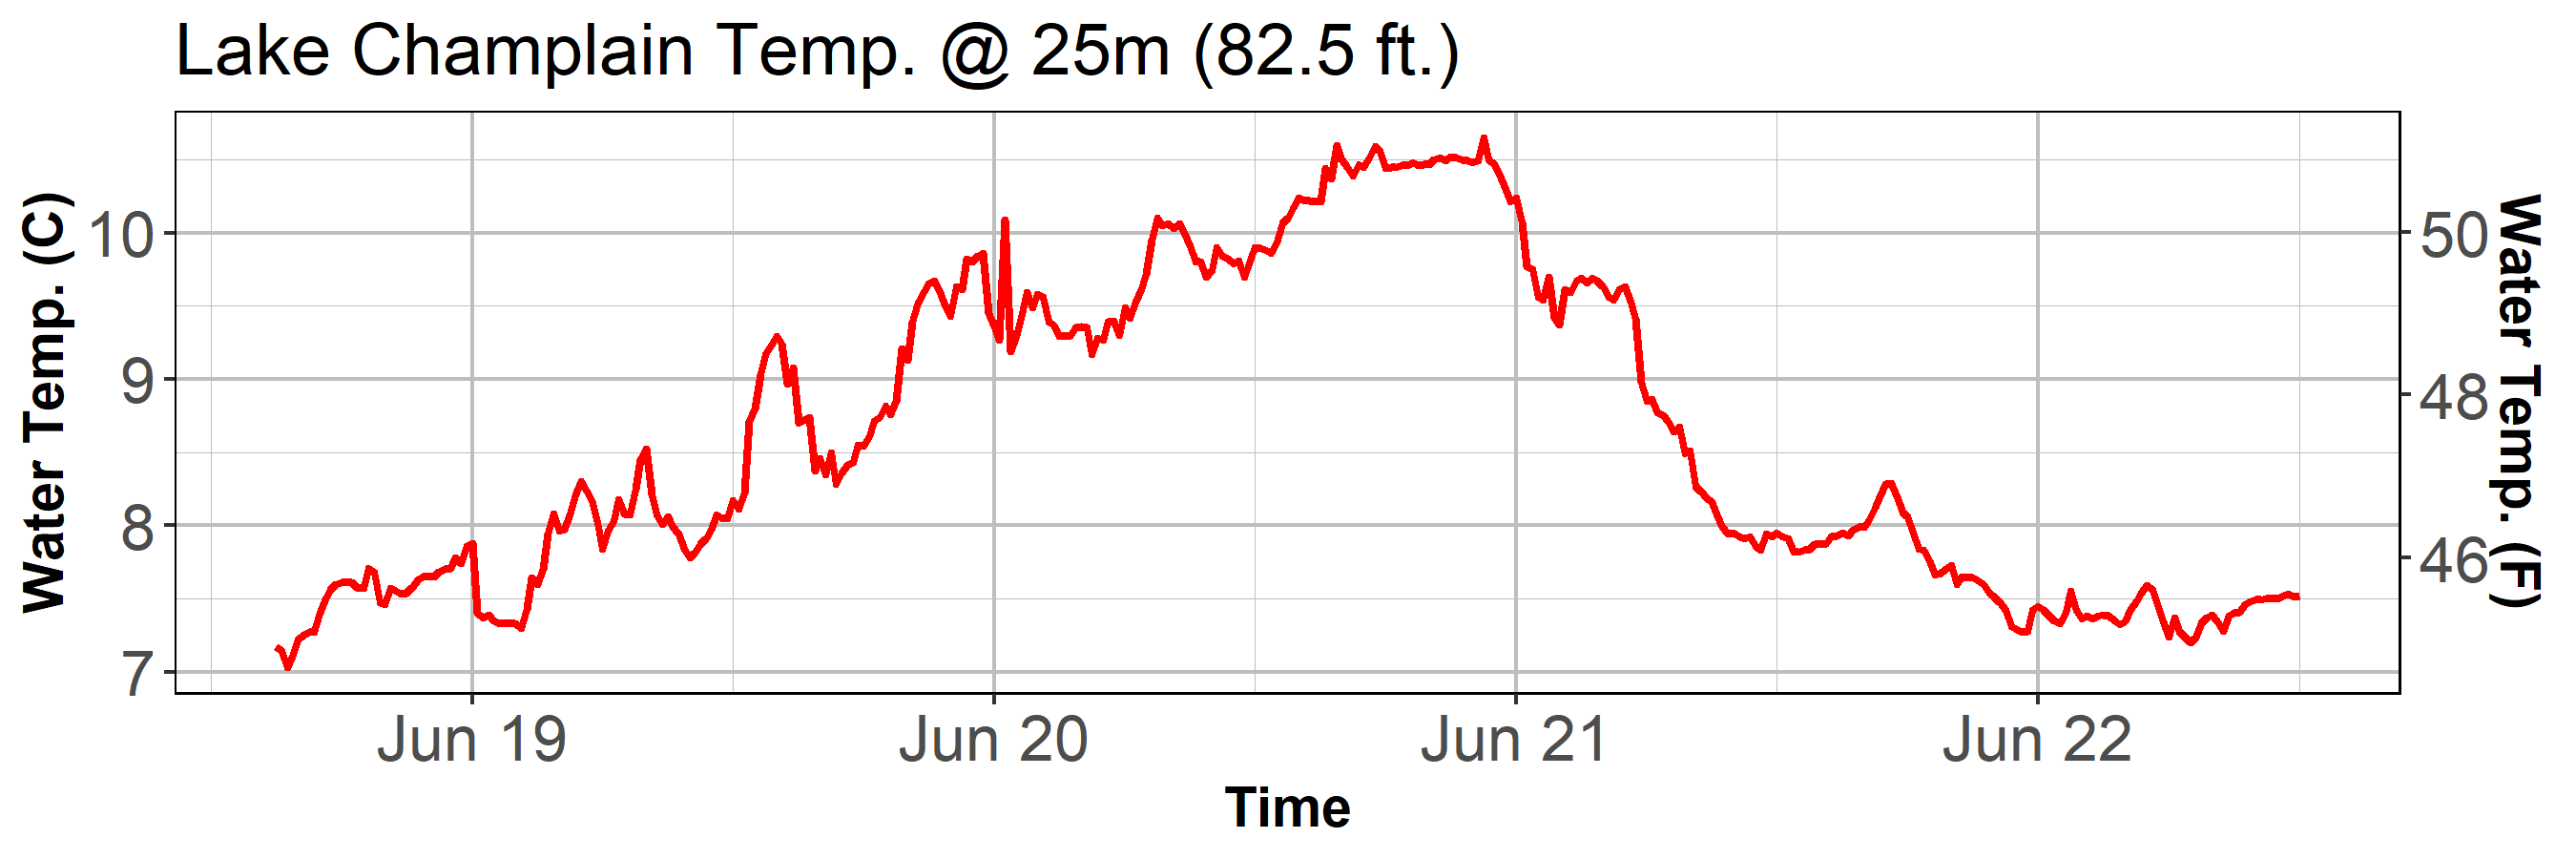 Lake Champlain Temp. @ 25m (82.5 ft.)
Water Temp. (C)
10
9
8
7
50
48
46
Water Temp. (F)
Jun 19 Jun 20 Jun 21 Jun 22
Time